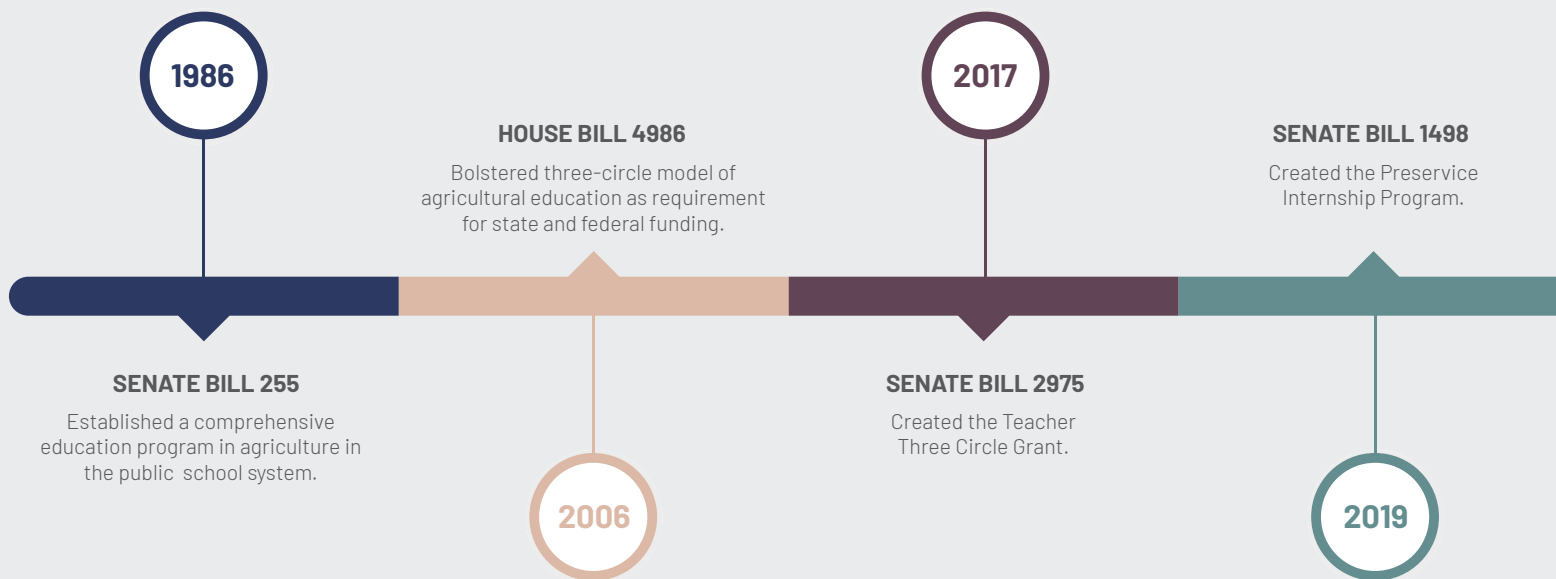 1986
SENATE BILL 255
Established a comprehensive
education program in agriculture in
the public  school system.
HOUSE BILL 4986
Bolstered three-circle model of
agricultural education as requirement
for state and federal funding.
2006
2017
SENATE BILL 2975
Created the Teacher
Three Circle Grant.
SENATE BILL 1498
Created the Preservice
Internship Program.
2019